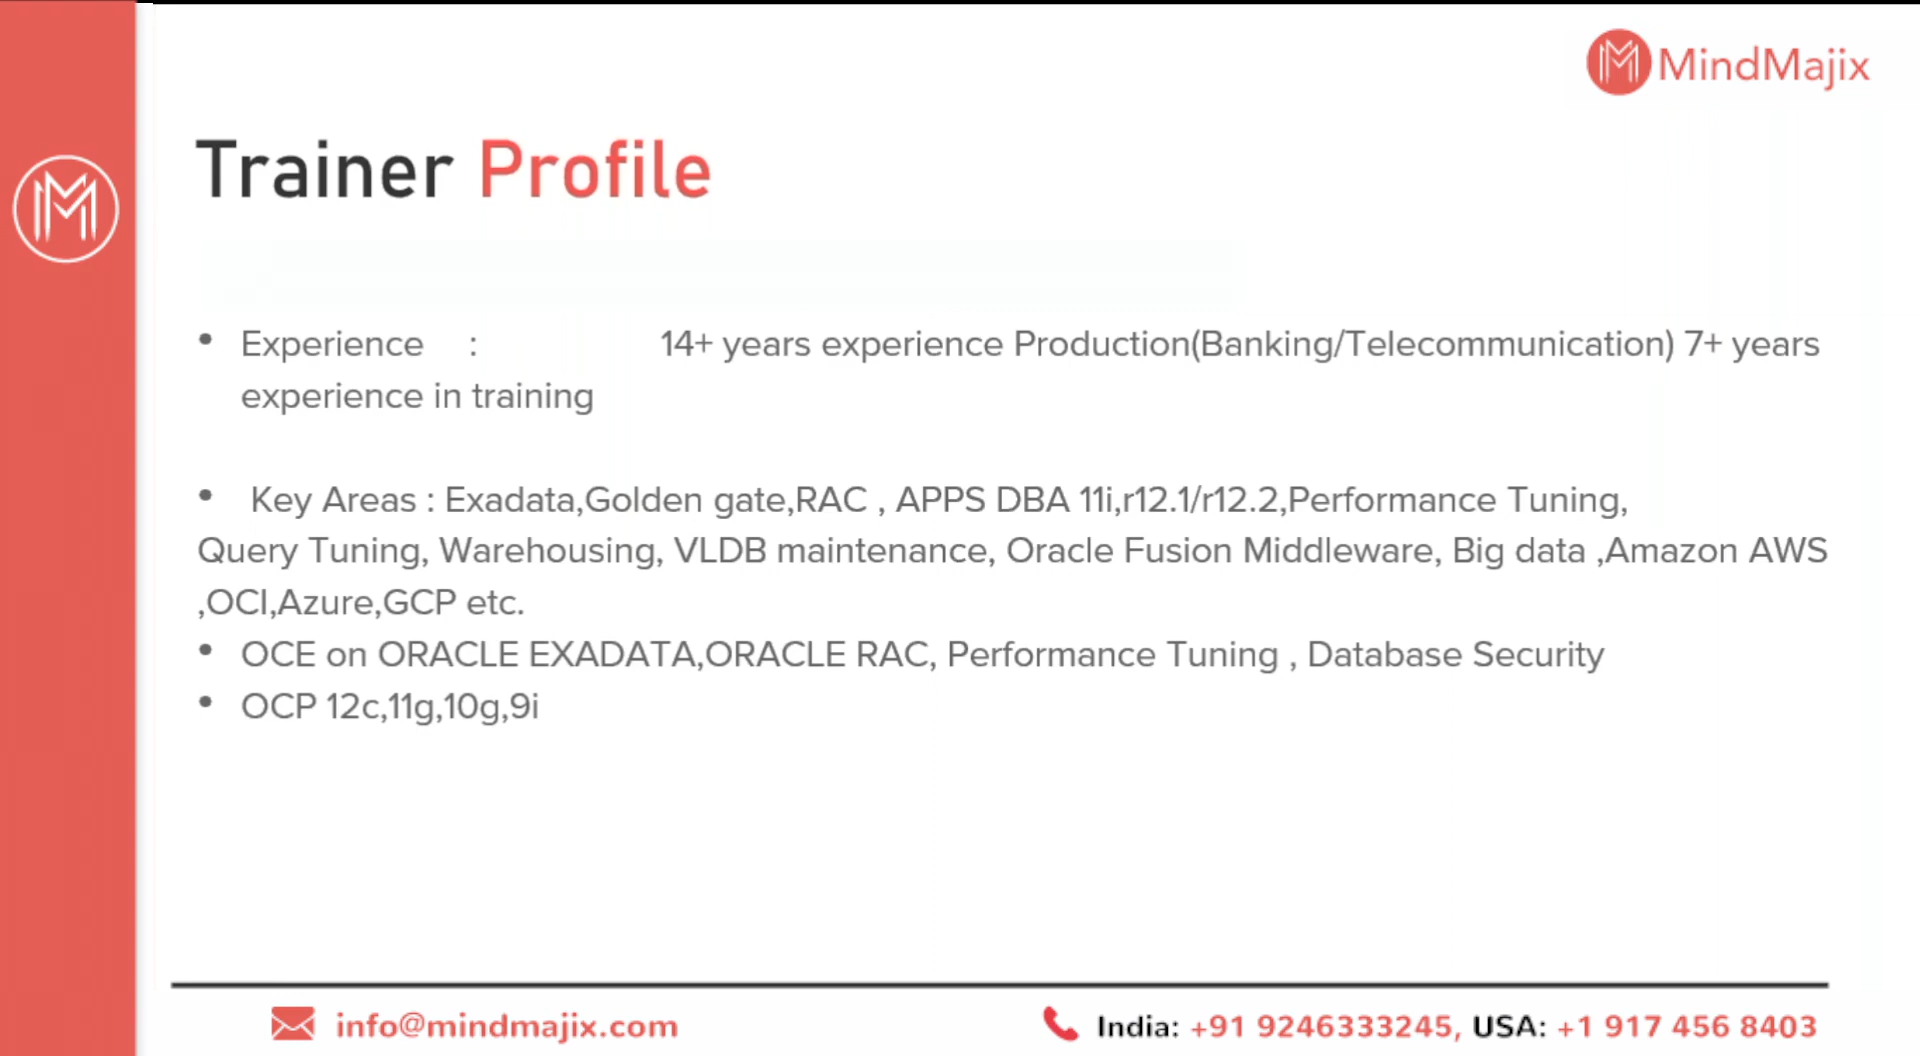 MindMajix
Trainer Profile
• Experience : 14+ years experience Production(Banking/Telecommunication) 7+ years
experience in training
• Key Areas : Exadata,Golden gate,RAC , APPS DBA 11i,r12.1/r12.2,Performance Tuning,
Query Tuning, Warehousing, VLDB maintenance, Oracle Fusion Middleware, Big data ,Amazon AWS
,OCI,Azure,GCP etc.
• OCE on ORACLE EXADATA,ORACLE RAC, Performance Tuning , Database Security
• OCP 12c,11g,10g,9i
info@mindmajix.com
India: +91 9246333245, USA: +1 917 456 8403